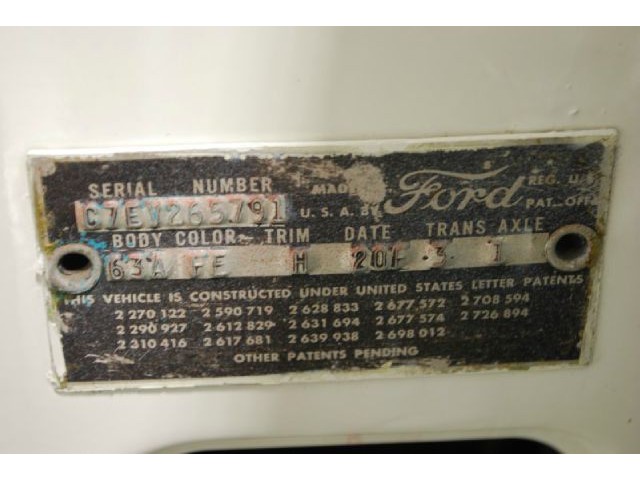 SERIAL NUMBER
C7EV265791
MADE
U.S.A. BY
Ford
REG. U.S.
PAT. OFF.
BODY COLOR TRIM DATE TRANS AXLE
63A FE H 20F 3 1
THIS VEHICLE IS CONSTRUCTED UNDER UNITED STATES LETTER PATENTS
2 270 122 2 590 719 2 628 833 2 677 572 2 708 594
2 290 927 2 612 829 2 631 694 2 677 574 2 726 894
2 310 416 2 617 681 2 639 938 2 698 012
OTHER PATENTS PENDING